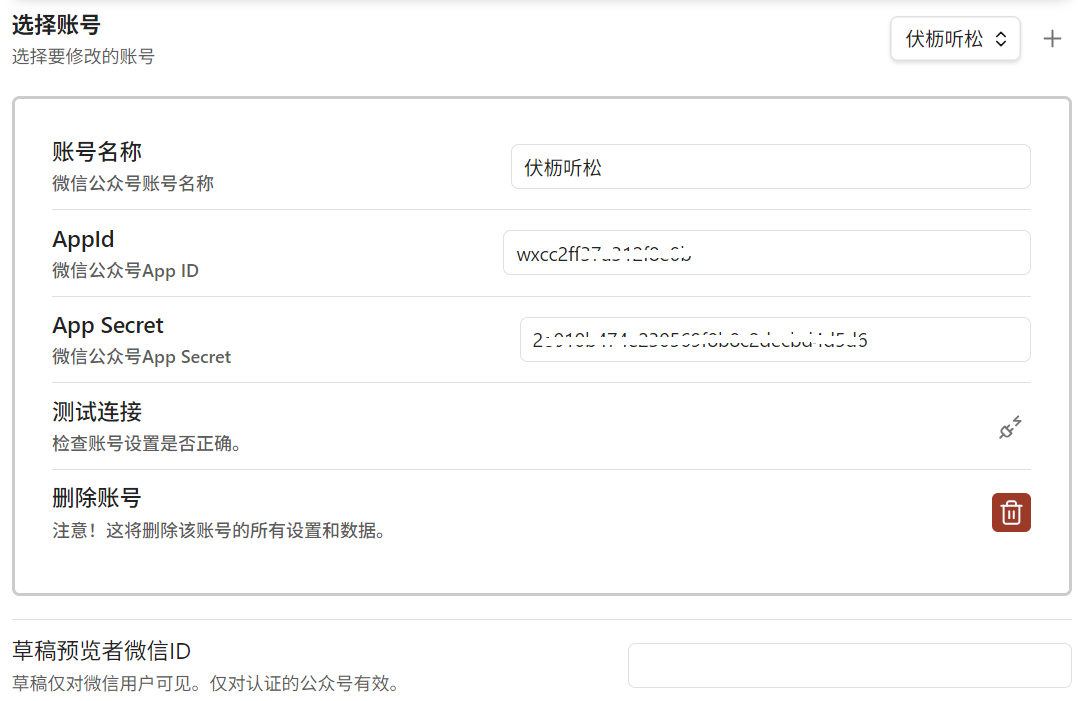 选择账号
选择要修改的账号
伏枥听松
账号名称
微信公众号账号名称
伏枥听松
AppId
微信公众号App ID
App Secret
微信公众号App Secret
测试连接
检查账号设置是否正确。
删除账号
注意！这将删除该账号的所有设置和数据。
草稿预览者微信ID
草稿仅对微信用户可见。仅对认证的公众号有效。